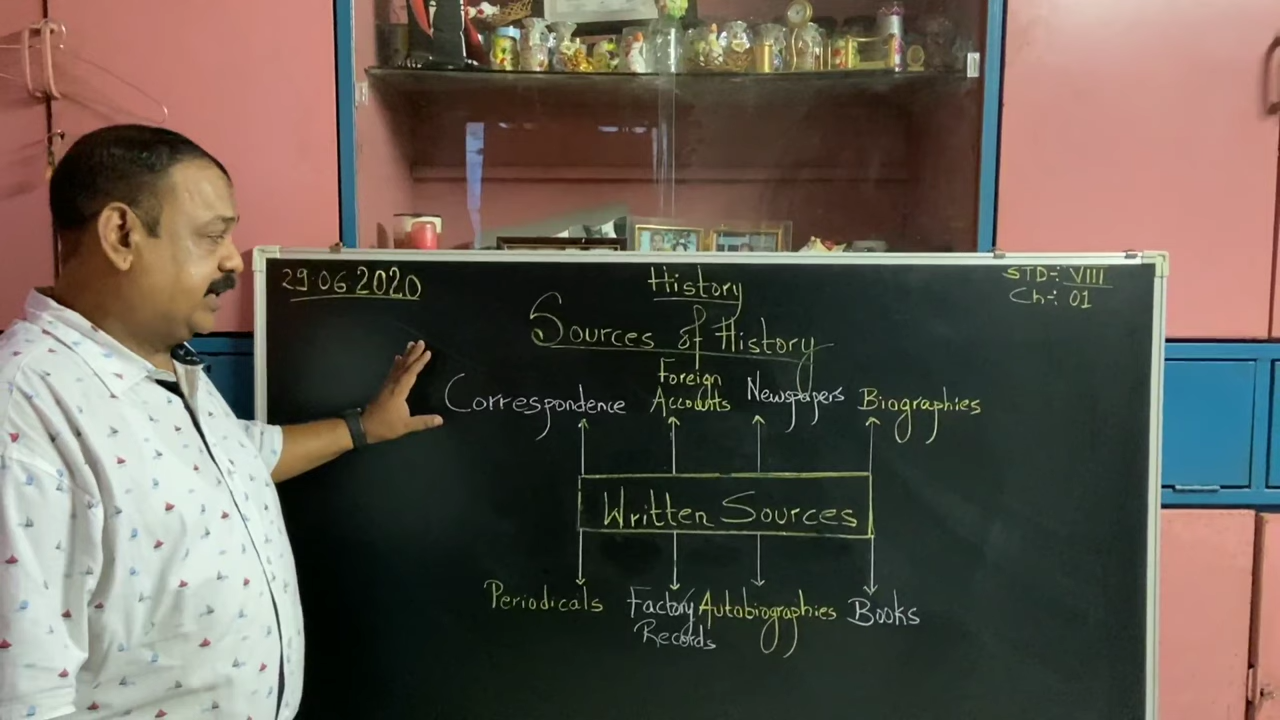 29.06.2020
History
STD-: VIII
Ch-: 01
Sources of History
Correspondence
Foreign
Accounts
Newspapers
Biographies
Written Sources
Periodicals
Factory
Records
Autobiographies
Books